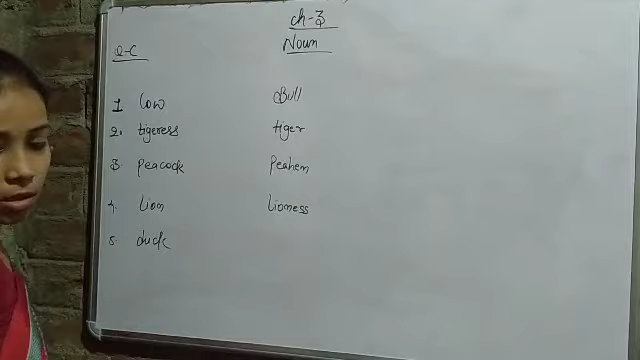 ch-3
Noun
Q-C
1 Cow Bull
2. tigeress tiger
3 Peacock Peahen
4. Lion Lioness
5. duck